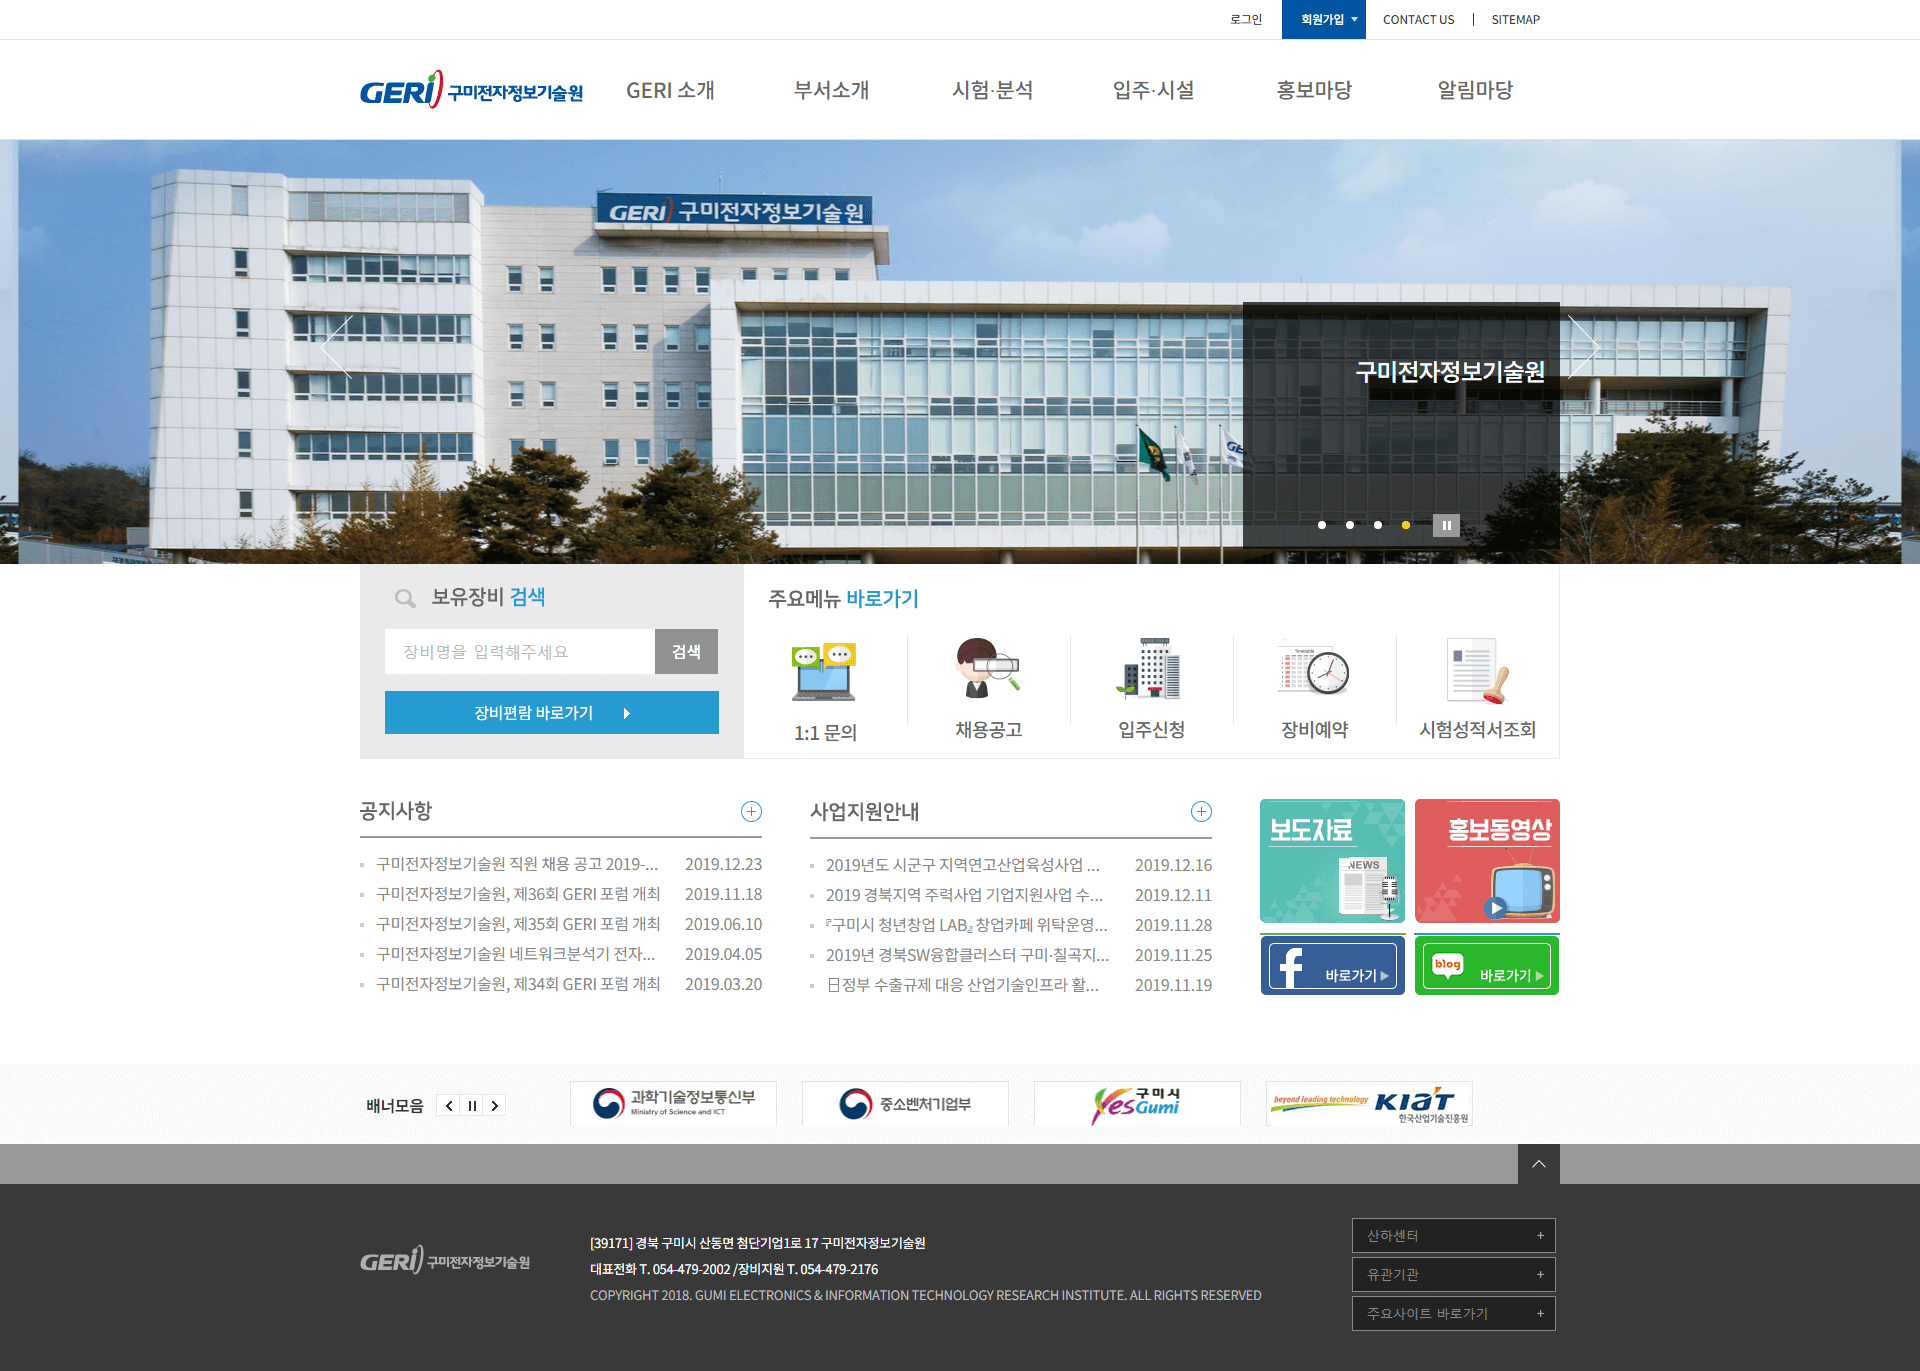 로그인
회원가입
CONTACT US
SITEMAP
GERI 구미전자정보기술원
GERI 소개
부서소개
시험·분석
입주·시설
홍보마당
알림마당
GERI 구미전자정보기술원
구미전자정보기술원
보유장비 검색
장비명을 입력해주세요
검색
장비편람 바로가기
주요메뉴 바로가기
1:1 문의
채용공고
입주신청
Timetable
장비예약
시험성적서조회
공지사항
구미전자정보기술원 직원 채용 공고 2019-... 2019.12.23
구미전자정보기술원, 제36회 GERI 포럼 개최 2019.11.18
구미전자정보기술원, 제35회 GERI 포럼 개최 2019.06.10
구미전자정보기술원 네트워크분석기 전자... 2019.04.05
구미전자정보기술원, 제34회 GERI 포럼 개최 2019.03.20
사업지원안내
2019년도 시군구 지역연고산업육성사업 ... 2019.12.16
2019 경북지역 주력사업 기업지원사업 수... 2019.12.11
『구미시 청년창업 LAB』 창업카페 위탁운영... 2019.11.28
2019년 경북SW융합클러스터 구미·칠곡지... 2019.11.25
日정부 수출규제 대응 산업기술인프라 활... 2019.11.19
보도자료
NEWS
홍보동영상
f 바로가기
blog 바로가기
배너모음
과학기술정보통신부
Ministry of Science and ICT
중소벤처기업부
구미시
Yes Gumi
beyond leading technology
KIAT
한국산업기술진흥원
GERI 구미전자정보기술원
[39171] 경북 구미시 산동면 첨단기업1로 17 구미전자정보기술원
대표전화 T. 054-479-2002 /장비지원 T. 054-479-2176
COPYRIGHT 2018. GUMI ELECTRONICS & INFORMATION TECHNOLOGY RESEARCH INSTITUTE. ALL RIGHTS RESERVED
산하센터 +
유관기관 +
주요사이트 바로가기 +